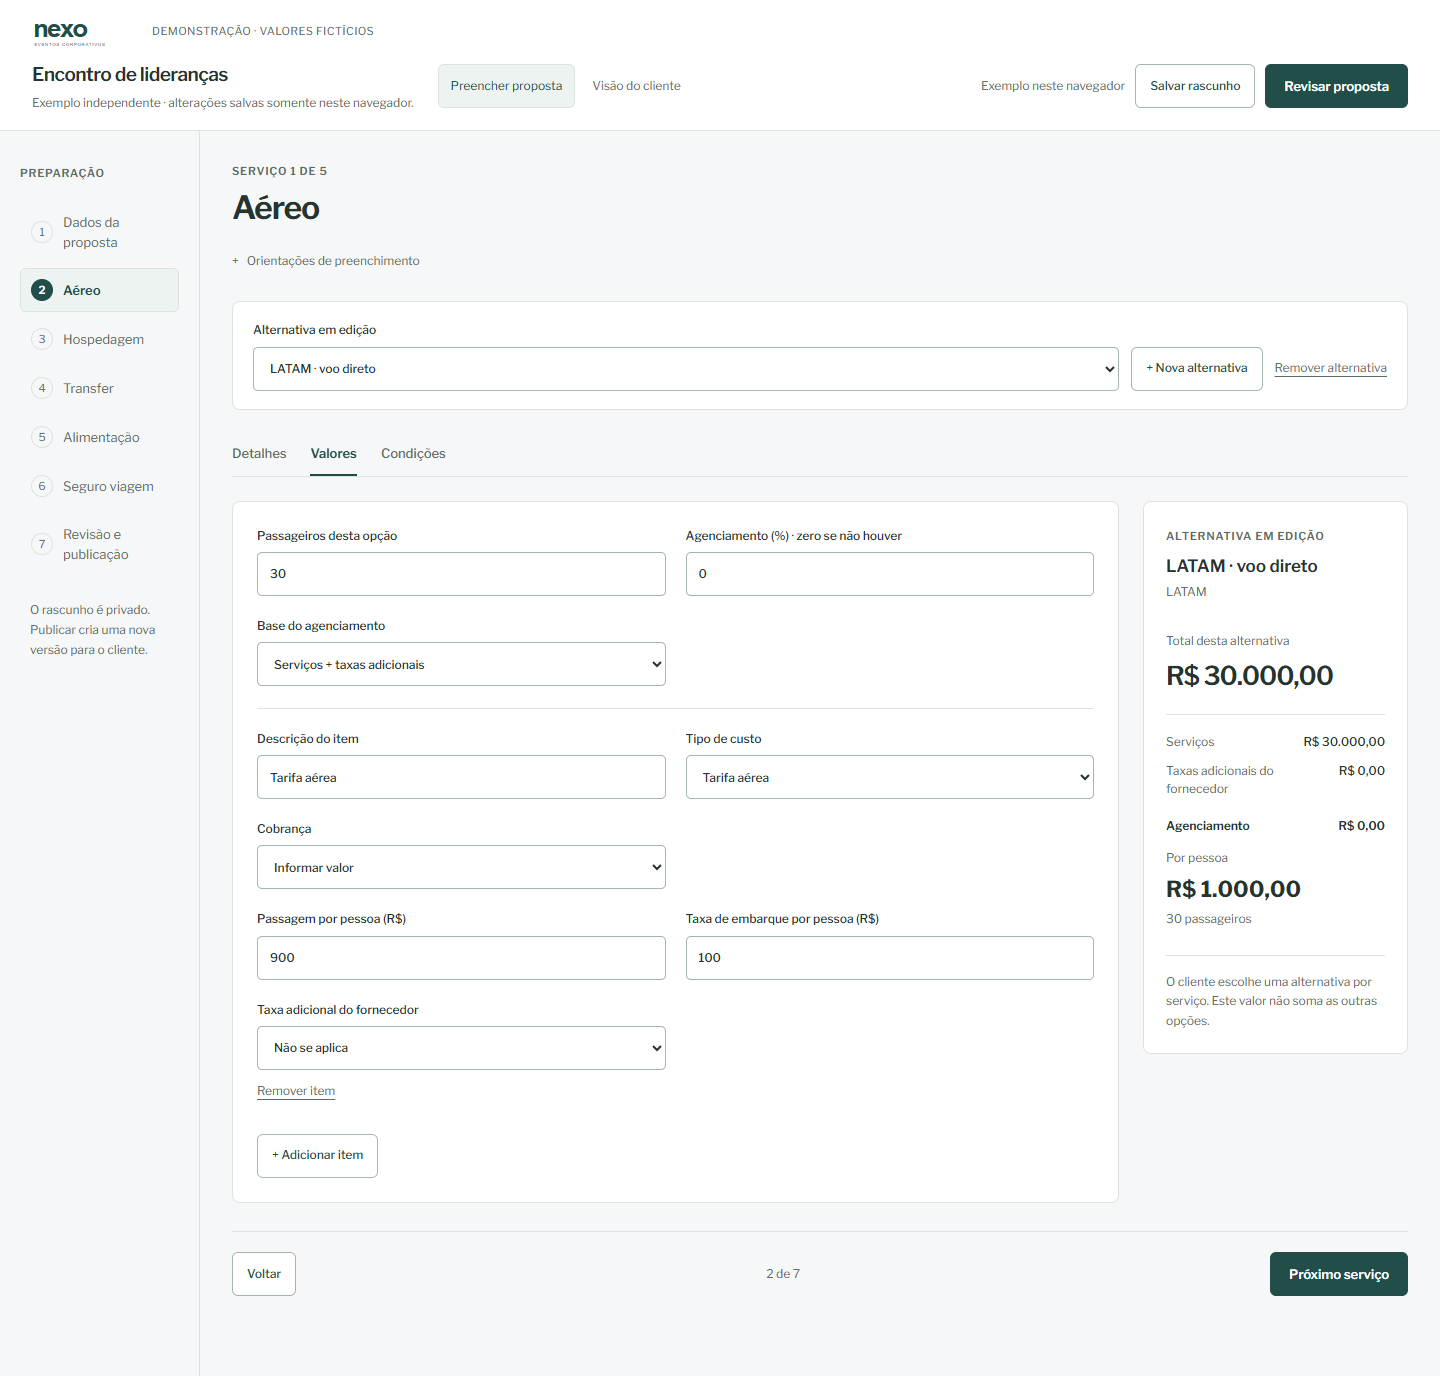 nexo
EVENTOS CORPORATIVOS
DEMONSTRAÇÃO · VALORES FICTÍCIOS
Encontro de lideranças
Exemplo independente · alterações salvas somente neste navegador.
Preencher proposta
Visão do cliente
Exemplo neste navegador
Salvar rascunho
Revisar proposta
PREPARAÇÃO
1
Dados da
proposta
2
Aéreo
3
Hospedagem
4
Transfer
5
Alimentação
6
Seguro viagem
7
Revisão e
publicação
O rascunho é privado.
Publicar cria uma nova
versão para o cliente.
SERVIÇO 1 DE 5
Aéreo
+ Orientações de preenchimento
Alternativa em edição
LATAM · voo direto
+ Nova alternativa
Remover alternativa
Detalhes
Valores
Condições
Passageiros desta opção
30
Agenciamento (%) · zero se não houver
0
Base do agenciamento
Serviços + taxas adicionais
Descrição do item
Tarifa aérea
Tipo de custo
Tarifa aérea
Cobrança
Informar valor
Passagem por pessoa (R$)
900
Taxa de embarque por pessoa (R$)
100
Taxa adicional do fornecedor
Não se aplica
Remover item
+ Adicionar item
ALTERNATIVA EM EDIÇÃO
LATAM · voo direto
LATAM
Total desta alternativa
R$ 30.000,00
Serviços R$ 30.000,00
Taxas adicionais do R$ 0,00
fornecedor
Agenciamento R$ 0,00
Por pessoa
R$ 1.000,00
30 passageiros
O cliente escolhe uma alternativa por
serviço. Este valor não soma as outras
opções.
Voltar
2 de 7
Próximo serviço